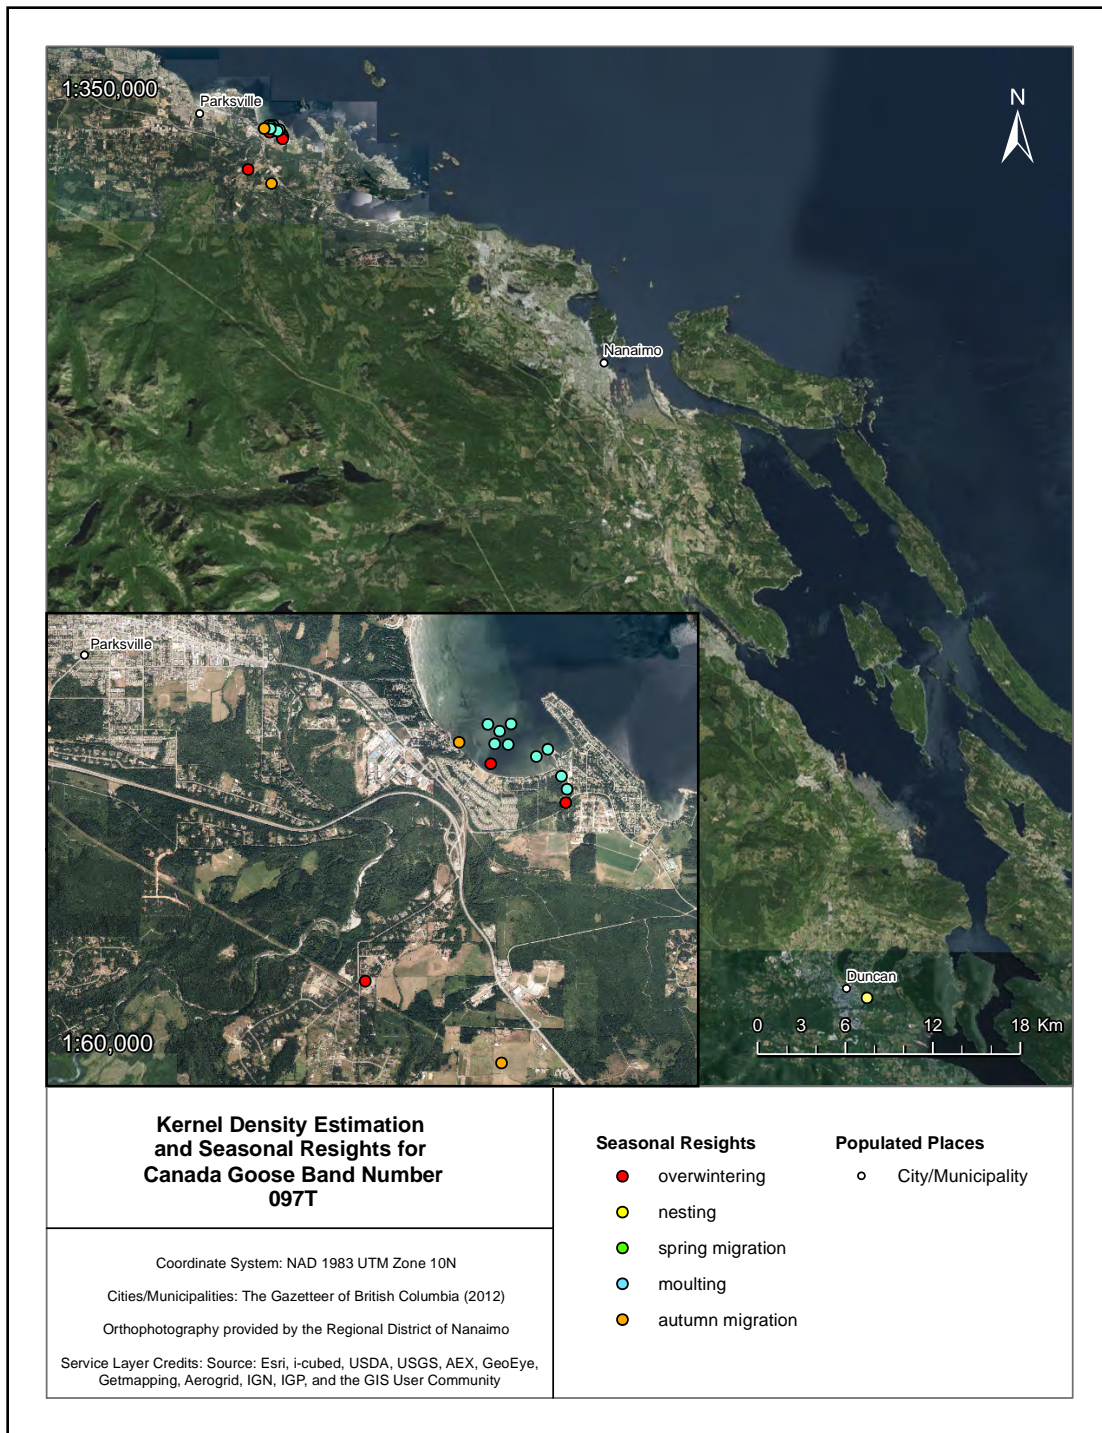 1:350,000
Parksville
N
Nanaimo
Parksville
1:60,000
Duncan
0 3 6 12 18 Km
Kernel Density Estimation
and Seasonal Resights for
Canada Goose Band Number
097T
Coordinate System: NAD 1983 UTM Zone 10N
Cities/Municipalities: The Gazetteer of British Columbia (2012)
Orthophotography provided by the Regional District of Nanaimo
Service Layer Credits: Source: Esri, i-cubed, USDA, USGS, AEX, GeoEye,
Getmapping, Aerogrid, IGN, IGP, and the GIS User Community
Seasonal Resights
overwintering
nesting
spring migration
moulting
autumn migration
Populated Places
City/Municipality